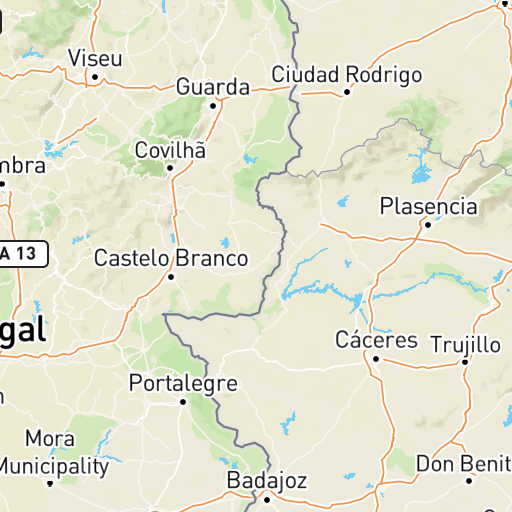 Viseu
Guarda
Ciudad Rodrigo
Covilhã
mbra
Plasencia
A 13
Castelo Branco
gal
Cáceres
Trujillo
Portalegre
Mora
Municipality
Don Benit
Badajoz